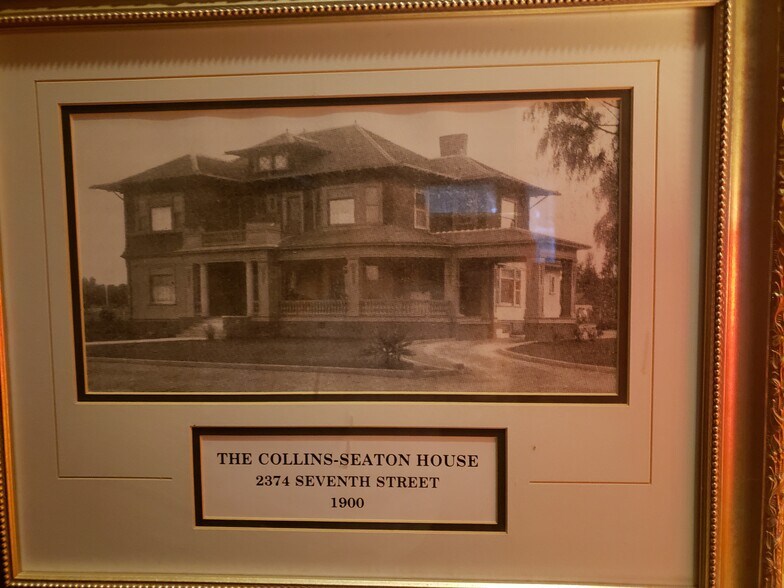 THE COLLINS-SEATON HOUSE
2374 SEVENTH STREET
1900